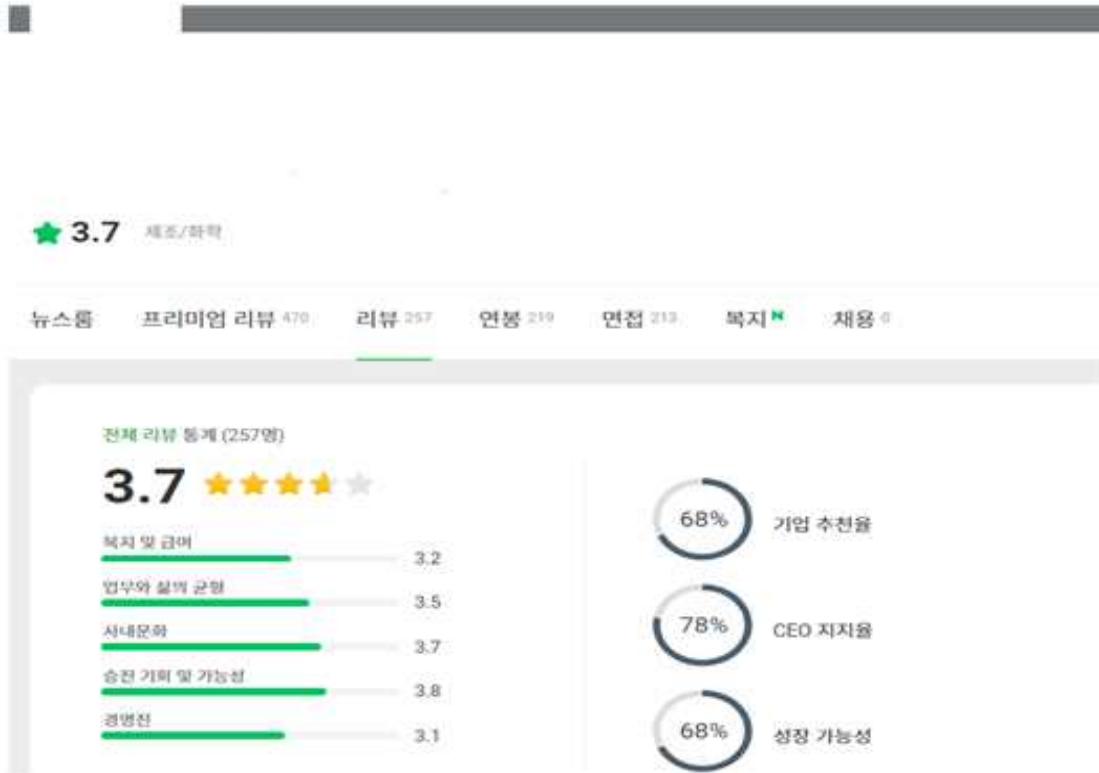 3.7 제조/화학
뉴스룸 프리미엄 리뷰 470 리뷰 257 연봉 219 면접 213 복지 N 채용 0
전체 리뷰 통계 (257명)
3.7
복지 및 급여 3.2
업무와 삶의 균형 3.5
사내문화 3.7
승진 기회 및 가능성 3.8
경영진 3.1
68% 기업 추천율
78% CEO 지지율
68% 성장 가능성